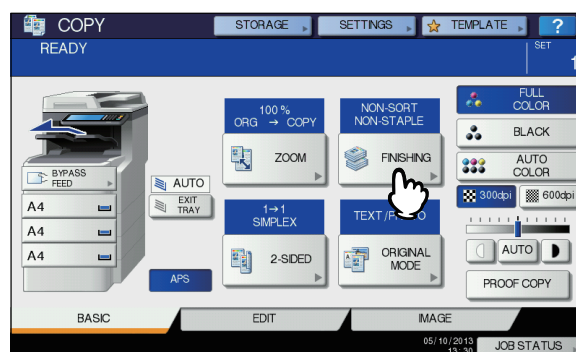 COPY
STORAGE
SETTINGS
TEMPLATE
?
READY
SET
1
100 %
ORG → COPY
ZOOM
NON-SORT
NON-STAPLE
FINISHING
FULL
COLOR
BLACK
AUTO
COLOR
300dpi
600dpi
BYPASS
FEED
A4
A4
A4
AUTO
EXIT
TRAY
APS
1→1
SIMPLEX
2-SIDED
ORIGINAL
MODE
AUTO
PROOF COPY
BASIC
EDIT
IMAGE
05/10/2013
13:30
JOB STATUS